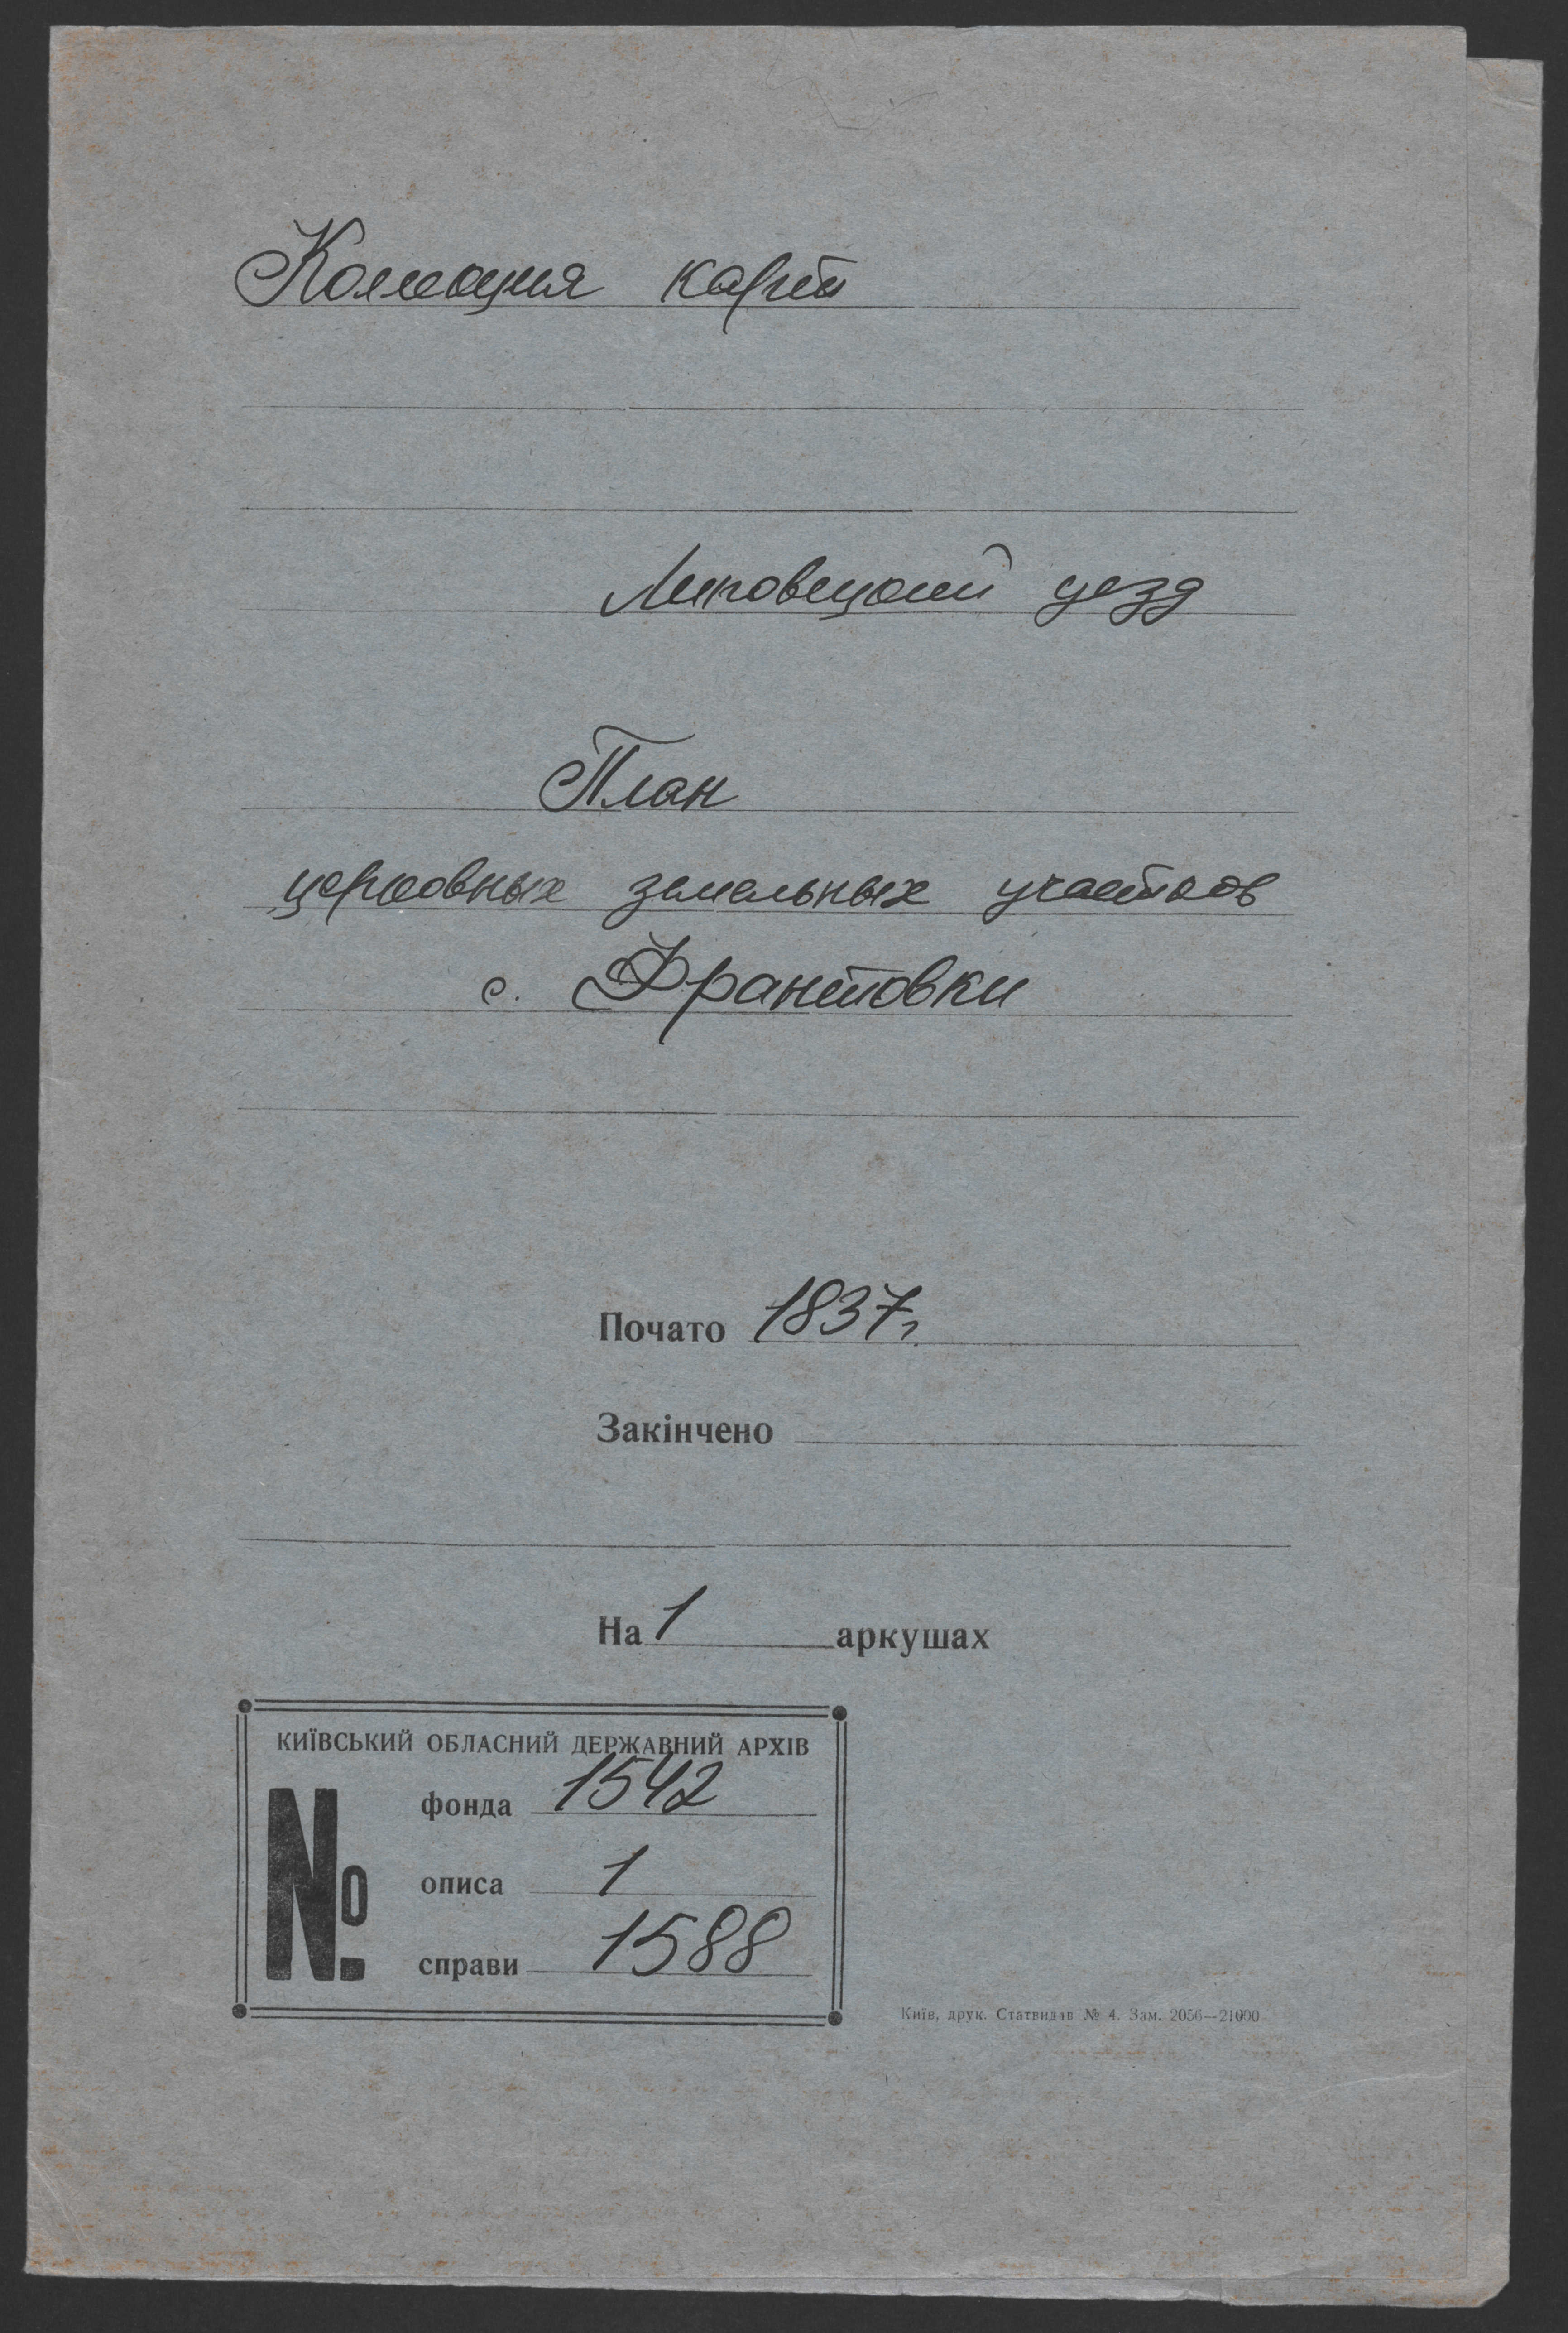 Коллекция карт
Липовецкий уезд
План
церковных земельных участков
с. Франтовки
Почато 1837 г.
Закінчено
На 1 аркушах
КИЇВСЬКИЙ ОБЛАСНИЙ ДЕРЖАВНИЙ АРХІВ
№ фонда 1542
описа 1
справи 1588
Київ, друк. Статвидав № 4. Зам. 2056—21000